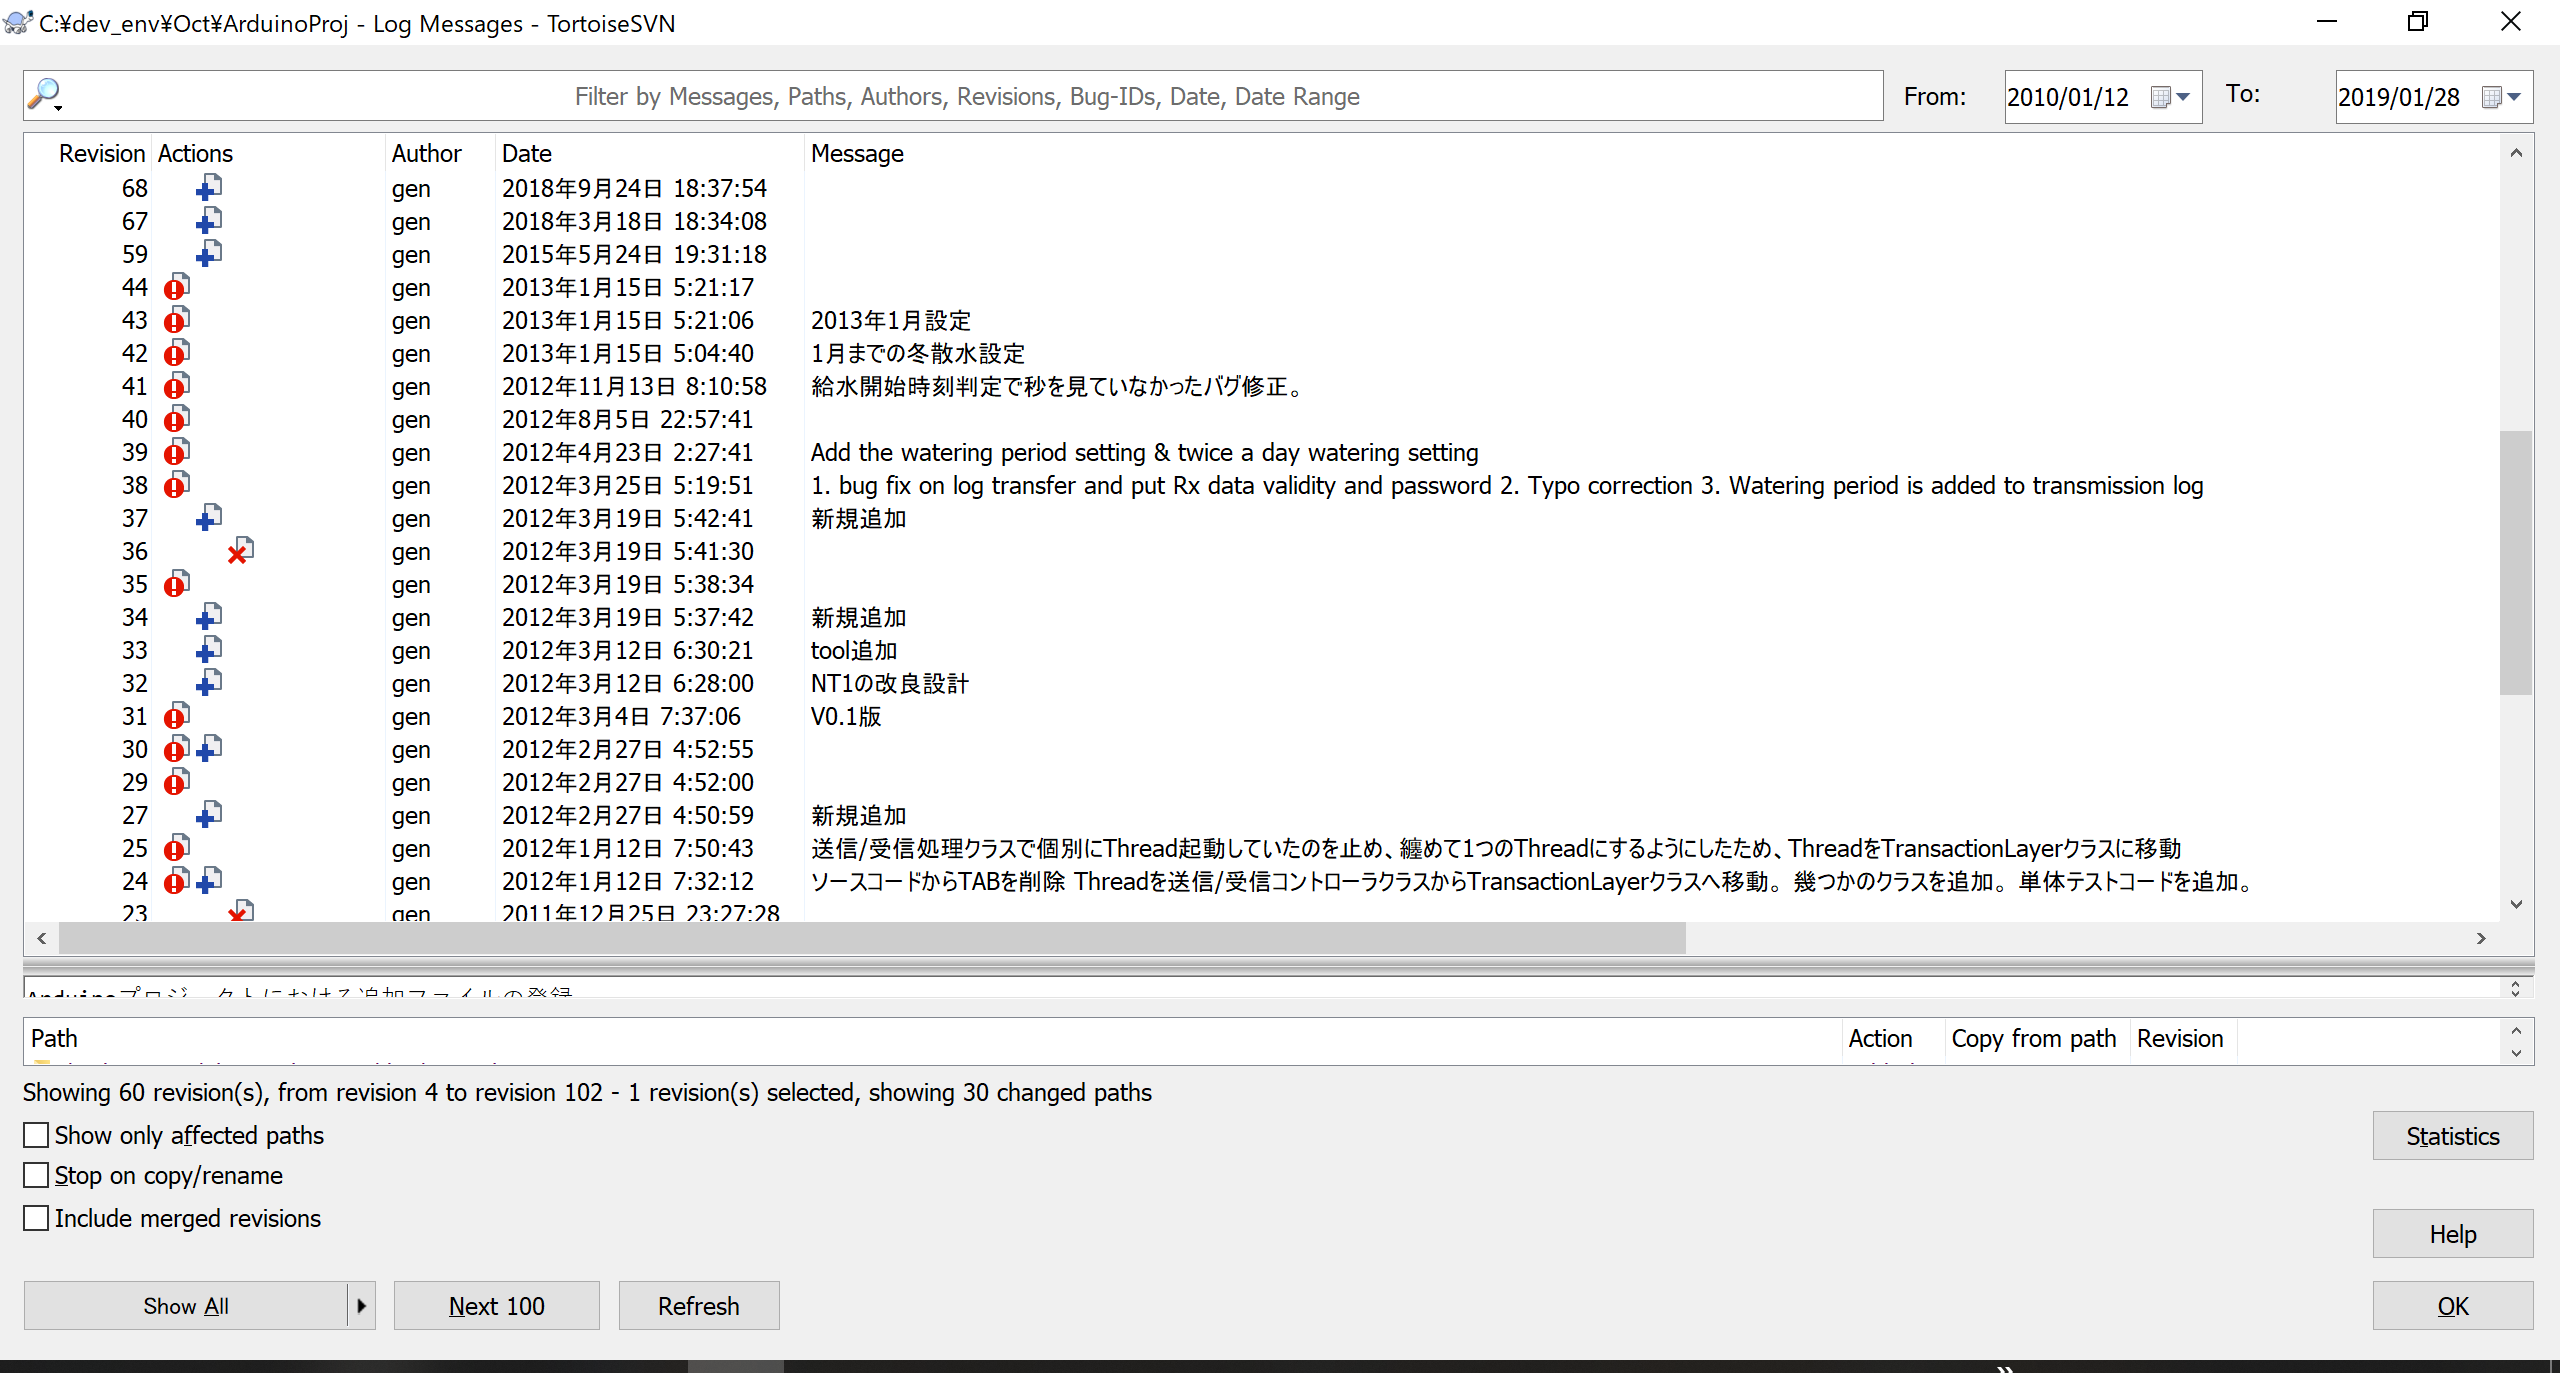 C:¥dev_env¥Oct¥ArduinoProj - Log Messages - TortoiseSVN
Filter by Messages, Paths, Authors, Revisions, Bug-IDs, Date, Date Range From: 2010/01/12 To: 2019/01/28
Revision Actions Author Date Message
68 gen 2018年9月24日 18:37:54
67 gen 2018年3月18日 18:34:08
59 gen 2015年5月24日 19:31:18
44 gen 2013年1月15日 5:21:17
43 gen 2013年1月15日 5:21:06 2013年1月設定
42 gen 2013年1月15日 5:04:40 1月までの冬散水設定
41 gen 2012年11月13日 8:10:58 給水開始時刻判定で秒を見ていなかったバグ修正。
40 gen 2012年8月5日 22:57:41
39 gen 2012年4月23日 2:27:41 Add the watering period setting & twice a day watering setting
38 gen 2012年3月25日 5:19:51 1. bug fix on log transfer and put Rx data validity and password 2. Typo correction 3. Watering period is added to transmission log
37 gen 2012年3月19日 5:42:41 新規追加
36 gen 2012年3月19日 5:41:30
35 gen 2012年3月19日 5:38:34
34 gen 2012年3月19日 5:37:42 新規追加
33 gen 2012年3月12日 6:30:21 tool追加
32 gen 2012年3月12日 6:28:00 NT1の改良設計
31 gen 2012年3月4日 7:37:06 V0.1版
30 gen 2012年2月27日 4:52:55
29 gen 2012年2月27日 4:52:00
27 gen 2012年2月27日 4:50:59 新規追加
25 gen 2012年1月12日 7:50:43 送信/受信処理クラスで個別にThread起動していたのを止め、纏めて1つのThreadにするようにしたため、ThreadをTransactionLayerクラスに移動
24 gen 2012年1月12日 7:32:12 ソースコードからTABを削除 Threadを送信/受信コントローラクラスからTransactionLayerクラスへ移動。幾つかのクラスを追加。単体テストコードを追加。
23 gen 2011年12月25日 23:27:28
Arduinoプロジェクトにおける追加ファイルの登録
Path Action Copy from path Revision
Showing 60 revision(s), from revision 4 to revision 102 - 1 revision(s) selected, showing 30 changed paths
Show only affected paths
Statistics
Stop on copy/rename
Include merged revisions
Help
Show All Next 100 Refresh OK